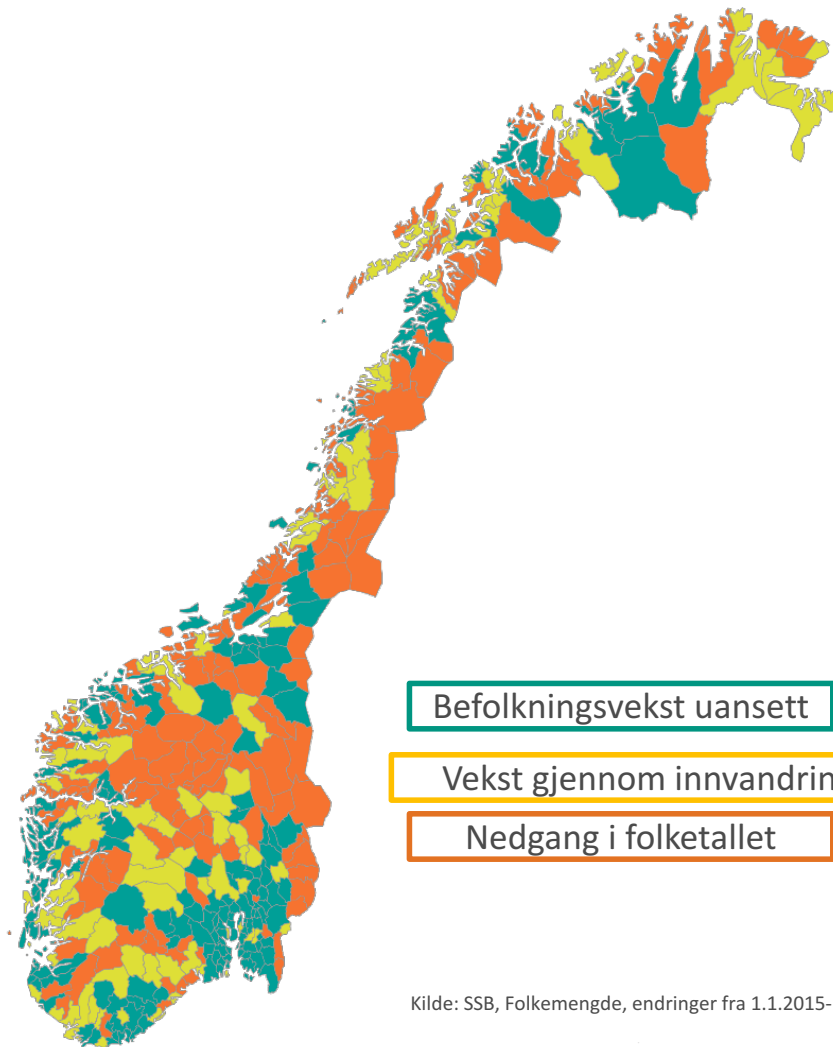 Befolkningsvekst uansett
Vekst gjennom innvandrin
Nedgang i folketallet
Kilde: SSB, Folkemengde, endringer fra 1.1.2015-